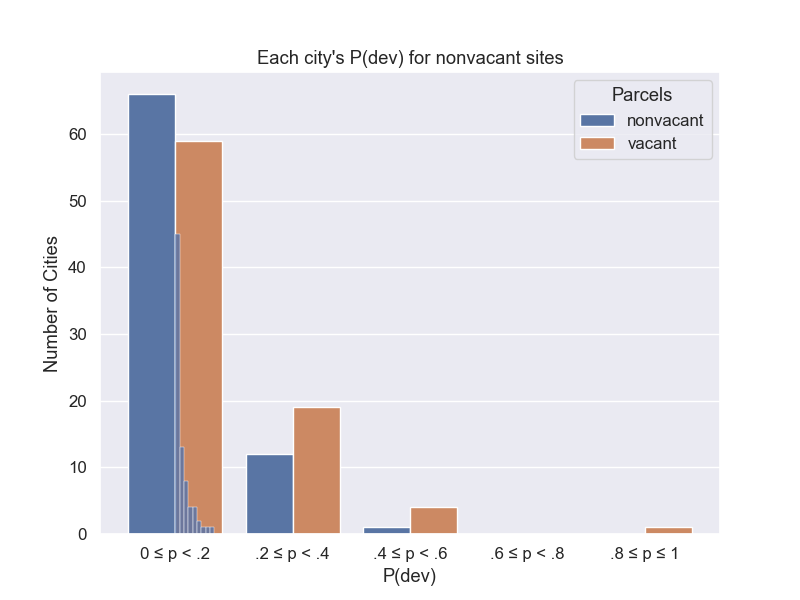 Each city's P(dev) for nonvacant sites
Parcels
nonvacant
vacant
Number of Cities
60
50
40
30
20
10
0
0 ≤ p < .2
.2 ≤ p < .4
.4 ≤ p < .6
.6 ≤ p < .8
.8 ≤ p ≤ 1
P(dev)